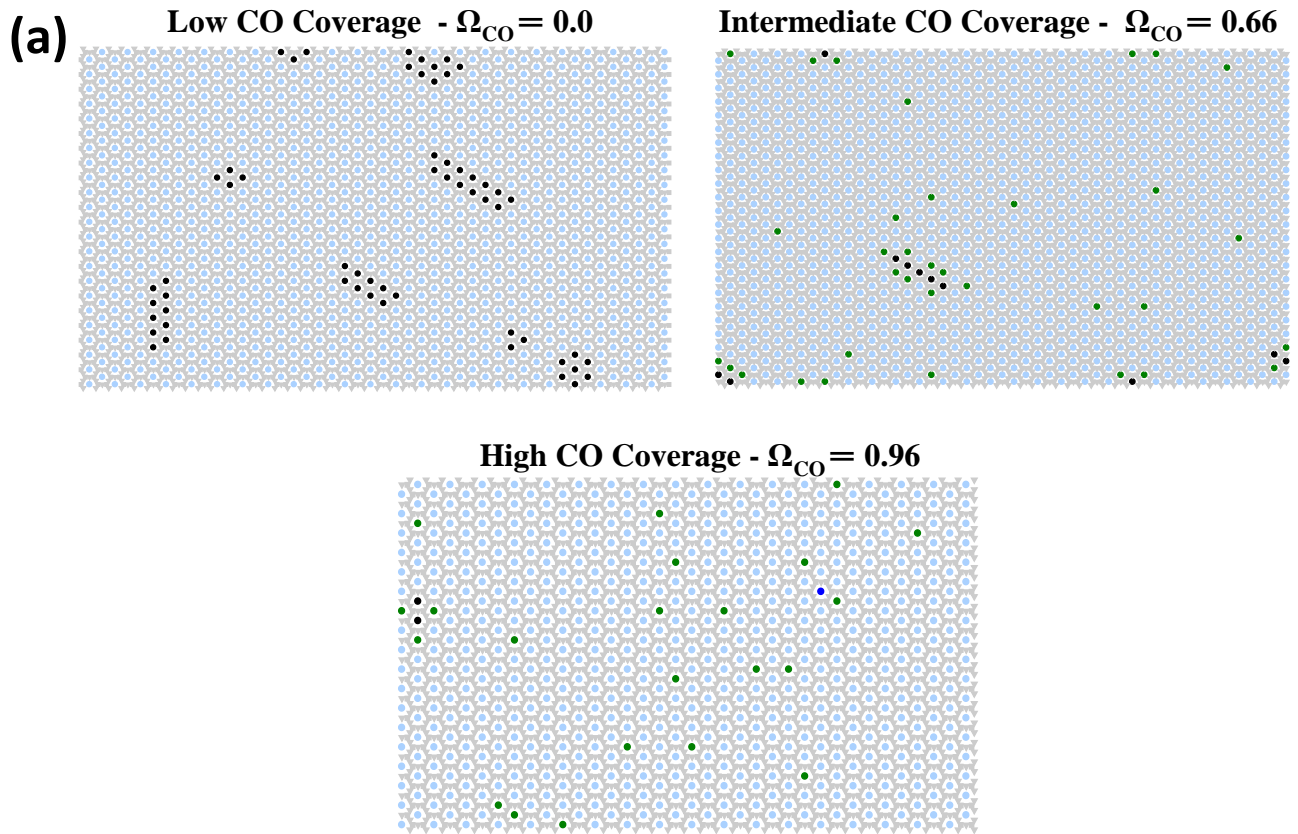 (a)
Low CO Coverage - Ω_CO = 0.0
Intermediate CO Coverage - Ω_CO = 0.66
High CO Coverage - Ω_CO = 0.96